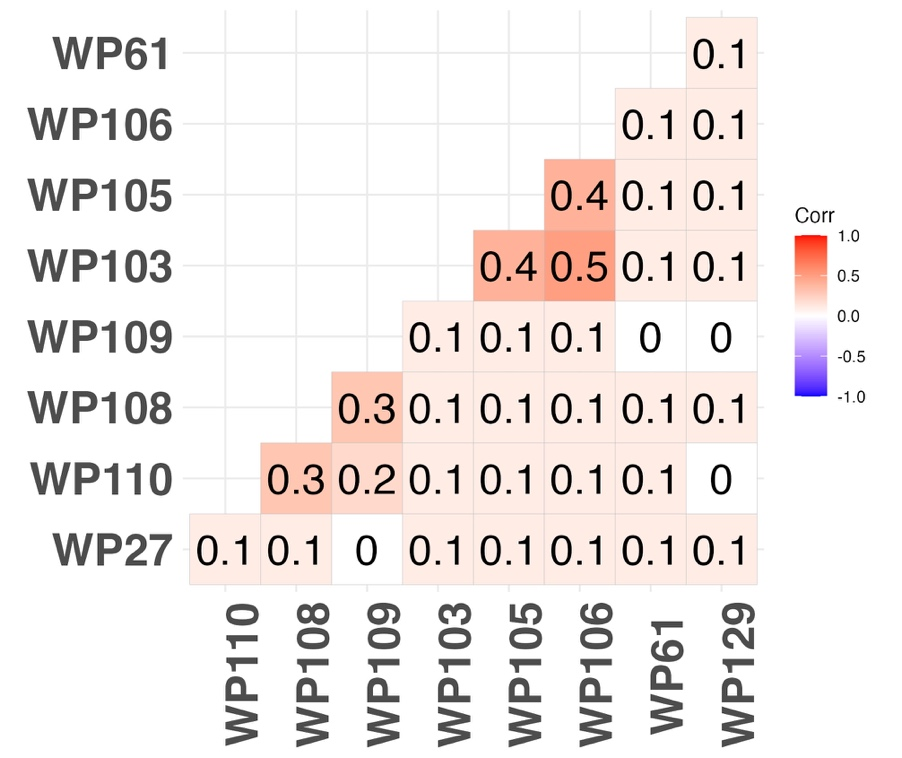 WP61 0.1
WP106 0.1 0.1
WP105 0.4 0.1 0.1
WP103 0.4 0.5 0.1 0.1
WP109 0.1 0.1 0.1 0 0
WP108 0.3 0.1 0.1 0.1 0.1 0.1
WP110 0.3 0.2 0.1 0.1 0.1 0.1 0
WP27 0.1 0.1 0 0.1 0.1 0.1 0.1 0.1
WP110 WP108 WP109 WP103 WP105 WP106 WP61 WP129
Corr
1.0
0.5
0.0
-0.5
-1.0